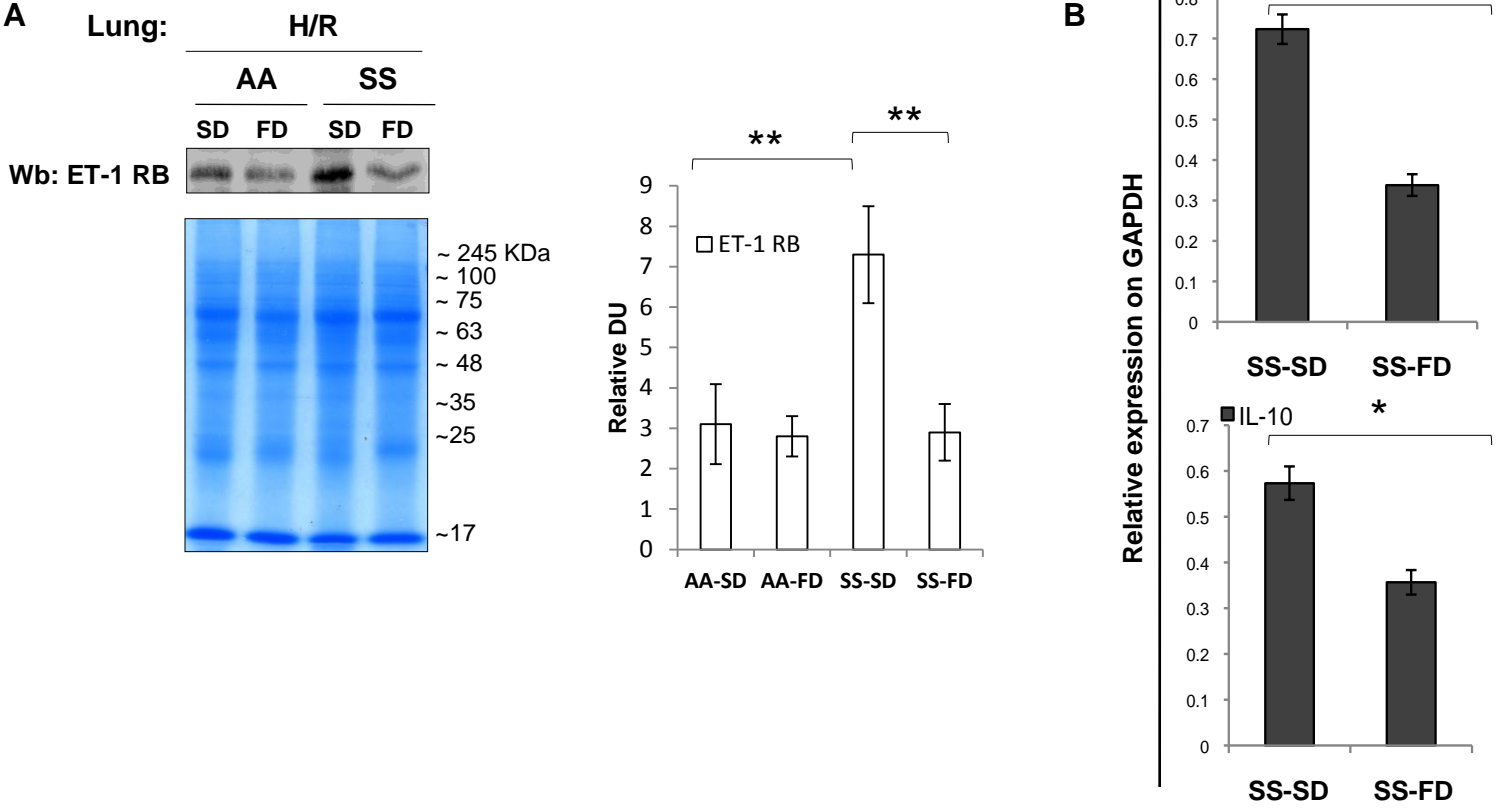 A
Lung:
H/R
AA SS
SD FD SD FD
Wb: ET-1 RB
~ 245 KDa
~ 100
~ 75
~ 63
~ 48
~35
~25
~17
** **
9
8
7
6
5
4
3
2
1
0
ET-1 RB
Relative DU
AA-SD AA-FD SS-SD SS-FD
B
Relative expression on GAPDH
0.8
0.7
0.6
0.5
0.4
0.3
0.2
0.1
0
SS-SD SS-FD
IL-10
*
0.7
0.6
0.5
0.4
0.3
0.2
0.1
0
SS-SD SS-FD